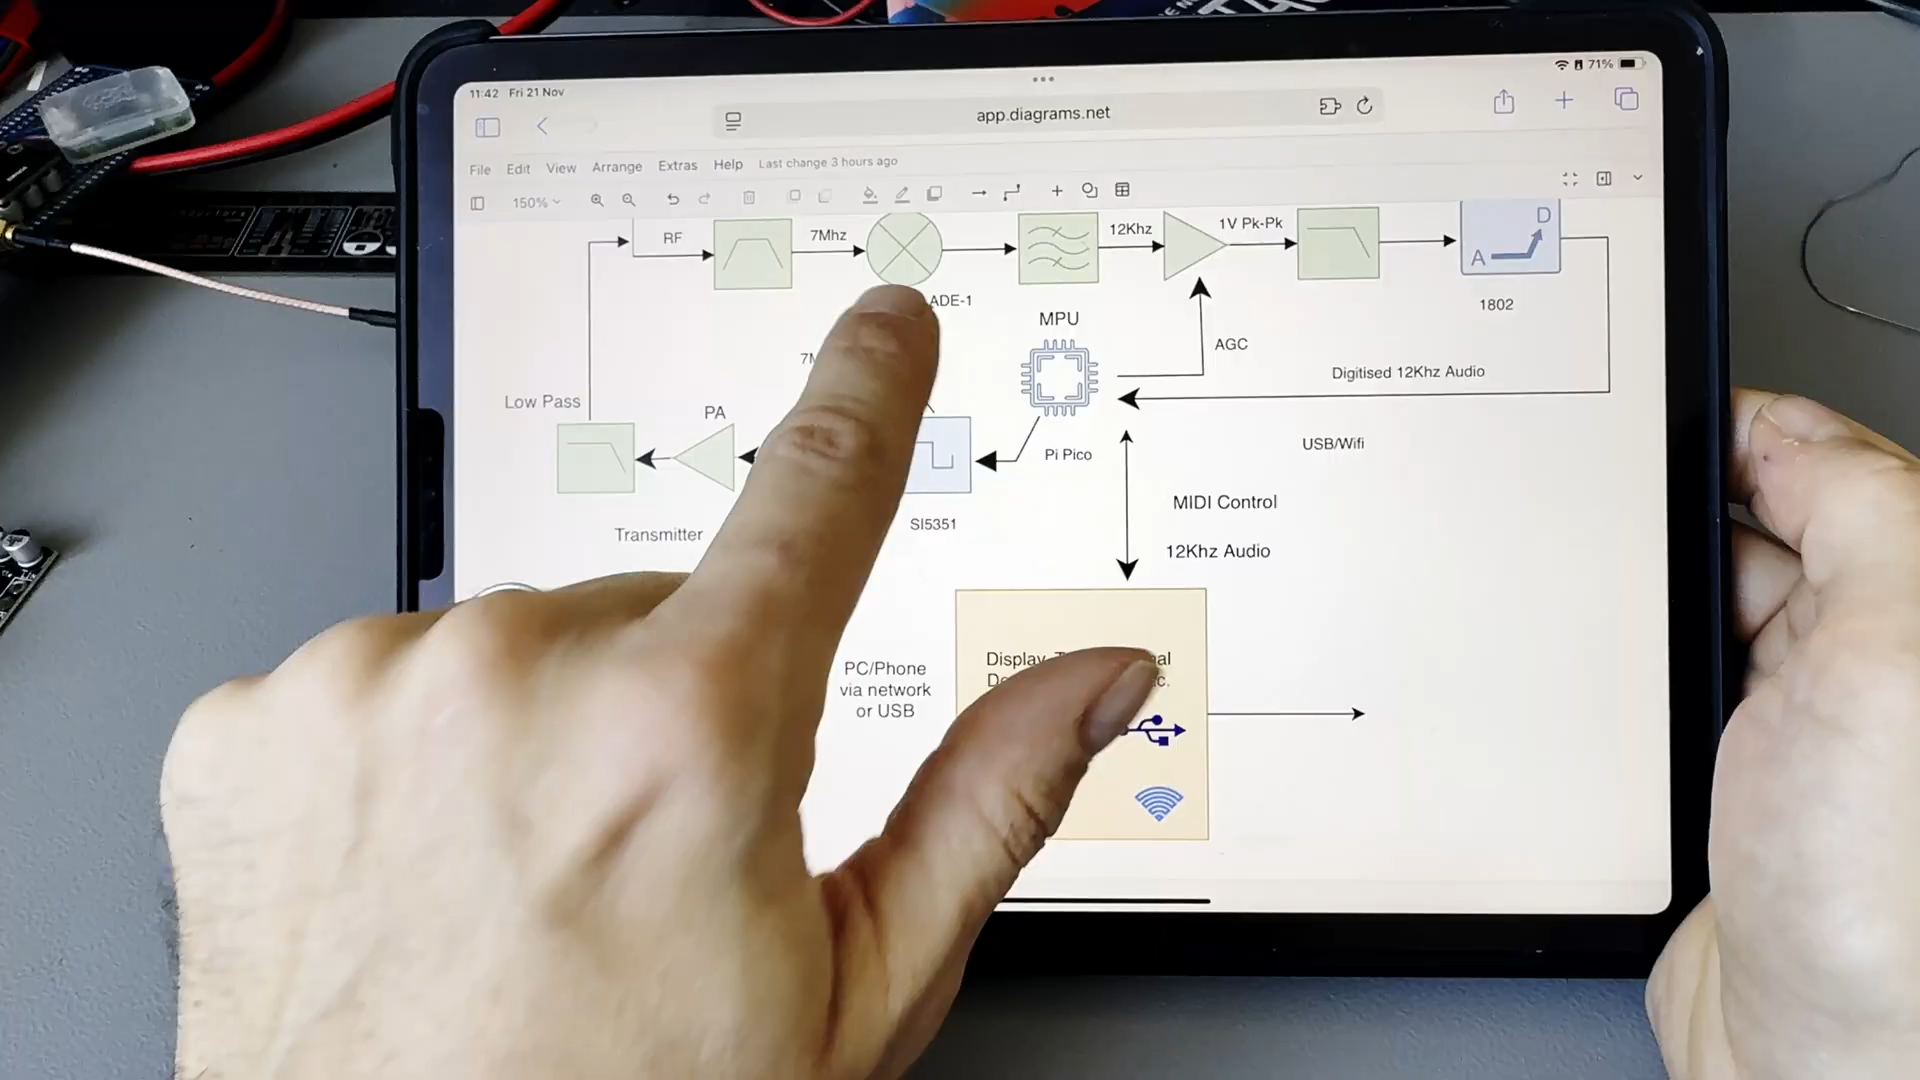 11:42 Fri 21 Nov
71%
app.diagrams.net
File Edit View Arrange Extras Help Last change 3 hours ago
150%
RF
7Mhz
12Khz
1V Pk-Pk
D
A
ADE-1
1802
MPU
AGC
Digitised 12Khz Audio
Low Pass
PA
Pi Pico
USB/Wifi
Transmitter
SI5351
MIDI Control
12Khz Audio
PC/Phone
via network
or USB
Display